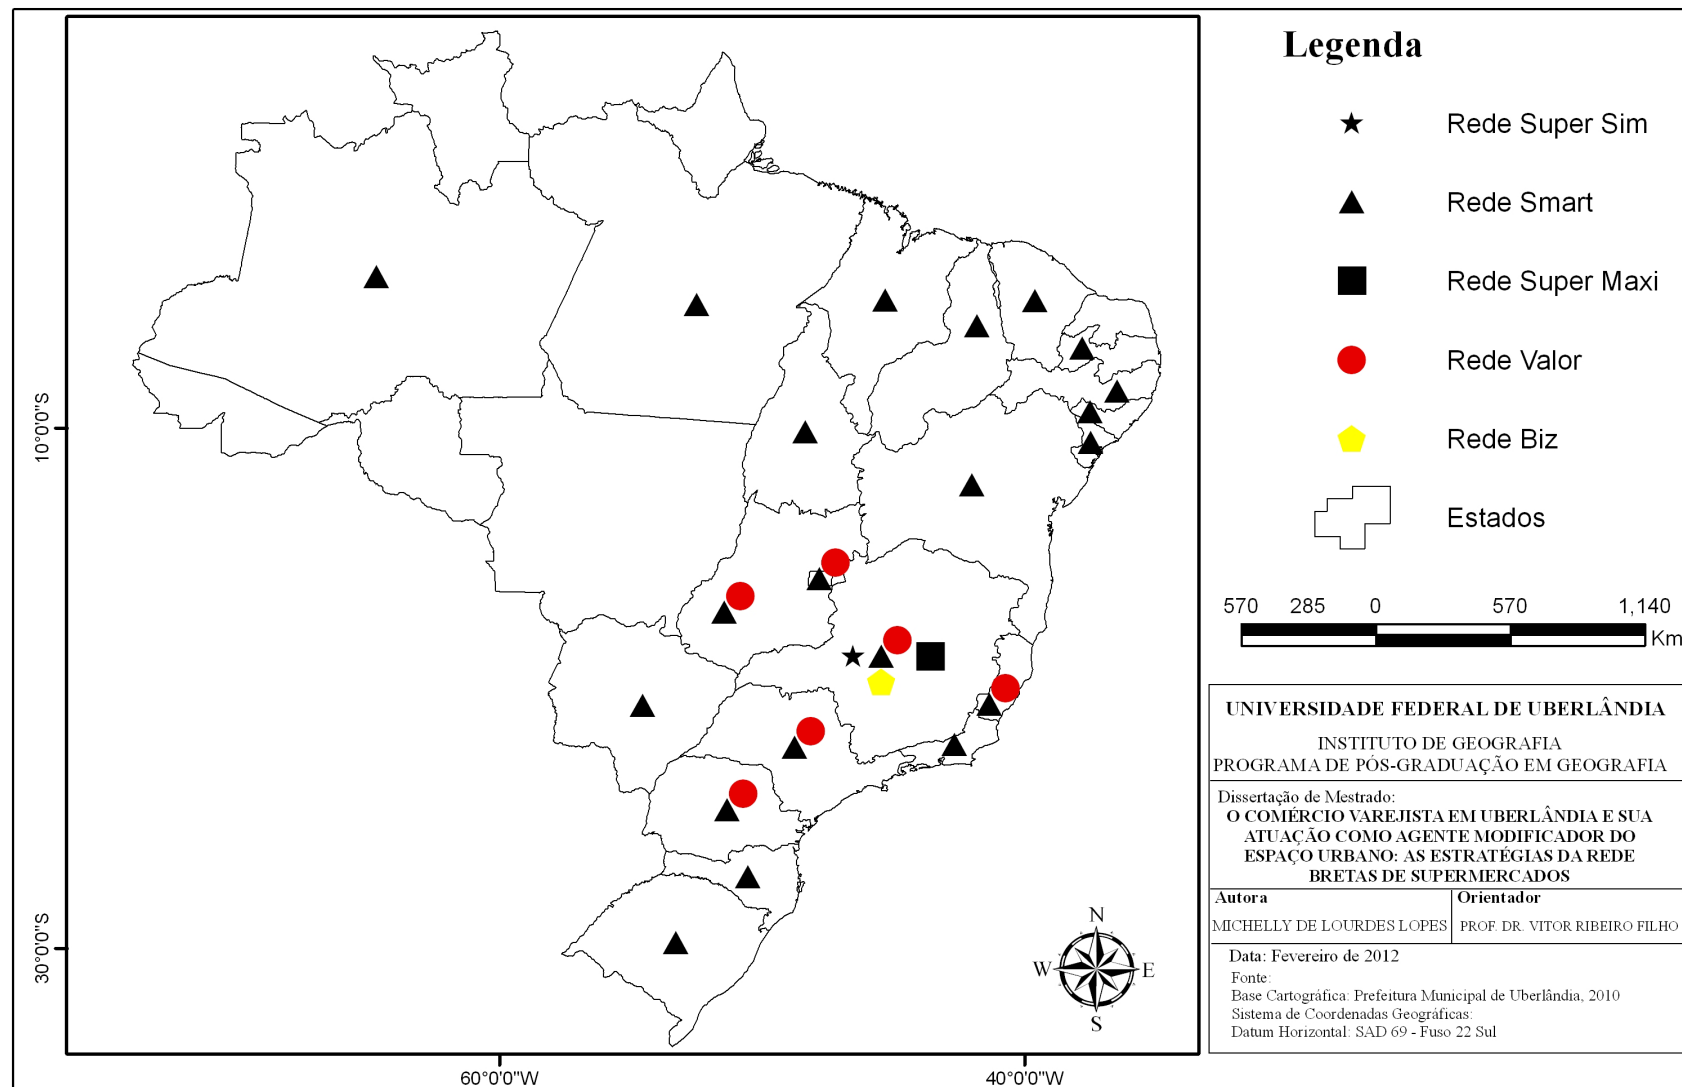 Legenda
Rede Super Sim
Rede Smart
Rede Super Maxi
Rede Valor
Rede Biz
Estados
570 285 0 570 1,140
Km
10°0'0"S
30°0'0"S
60°0'0"W
40°0'0"W
N
W E
S
UNIVERSIDADE FEDERAL DE UBERLÂNDIA
INSTITUTO DE GEOGRAFIA
PROGRAMA DE PÓS-GRADUAÇÃO EM GEOGRAFIA
Dissertação de Mestrado:
O COMÉRCIO VAREJISTA EM UBERLÂNDIA E SUA
ATUAÇÃO COMO AGENTE MODIFICADOR DO
ESPAÇO URBANO: AS ESTRATÉGIAS DA REDE
BRETAS DE SUPERMERCADOS
Autora
MICHELLY DE LOURDES LOPES
Orientador
PROF. DR. VITOR RIBEIRO FILHO
Data: Fevereiro de 2012
Fonte:
Base Cartográfica: Prefeitura Municipal de Uberlândia, 2010
Sistema de Coordenadas Geográficas:
Datum Horizontal: SAD 69 - Fuso 22 Sul